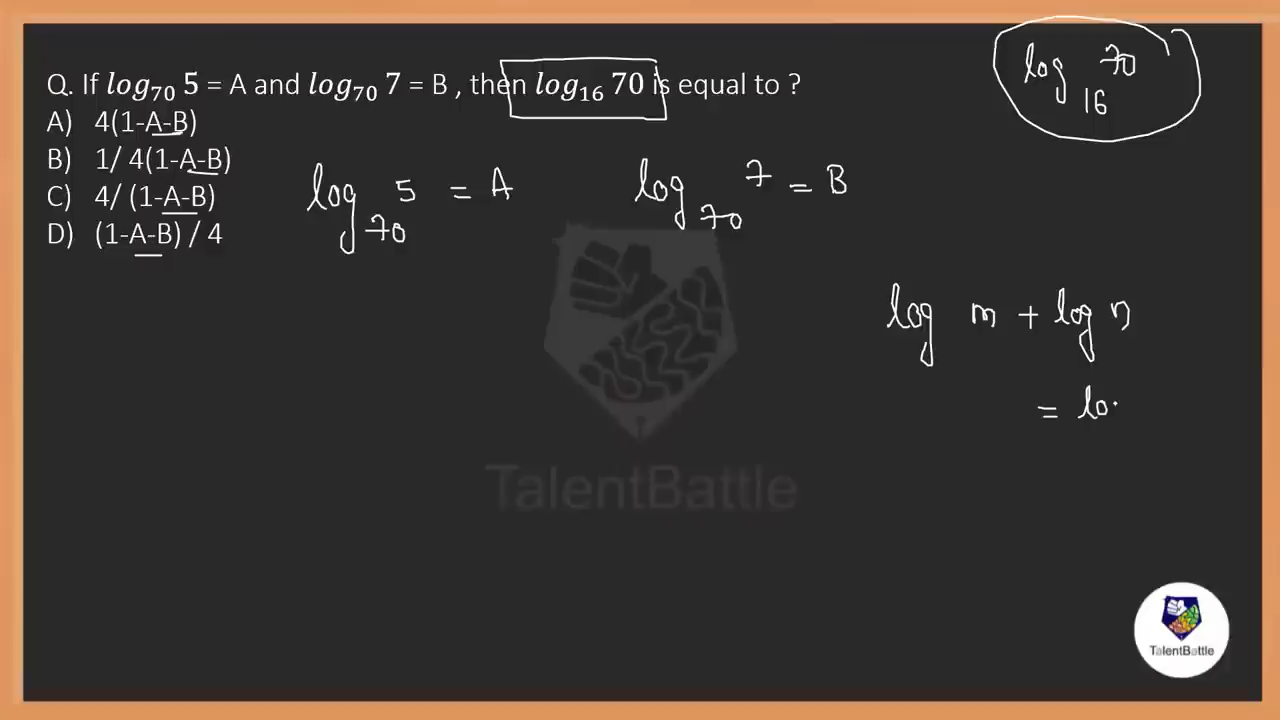 Q. If log₇₀ 5 = A and log₇₀ 7 = B , then log₁₆ 70 is equal to ?
A) 4(1-A-B)
B) 1/ 4(1-A-B)
C) 4/ (1-A-B)
D) (1-A-B) / 4
log₁₆ 70
log₇₀ 5 = A
log₇₀ 7 = B
log m + log n
= lo
TalentBattle
TalentBattle